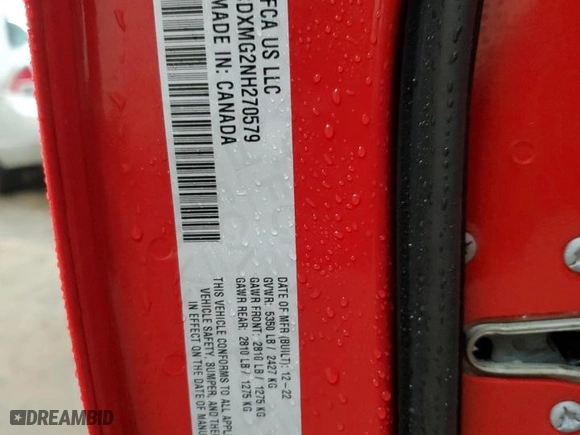 FCA US LLC
DXMG2NH270579
MADE IN: CANADA
DATE OF MFR (BUILT): 12-22
GVWR: 5350 LB / 2427 KG
GAWR FRONT: 2810 LB / 1275 KG
GAWR REAR: 2810 LB / 1275 KG
THIS VEHICLE CONFORMS TO ALL APPL
VEHICLE SAFETY, BUMPER, AND THEF
IN EFFECT ON THE DATE OF MANU
DREAMBID